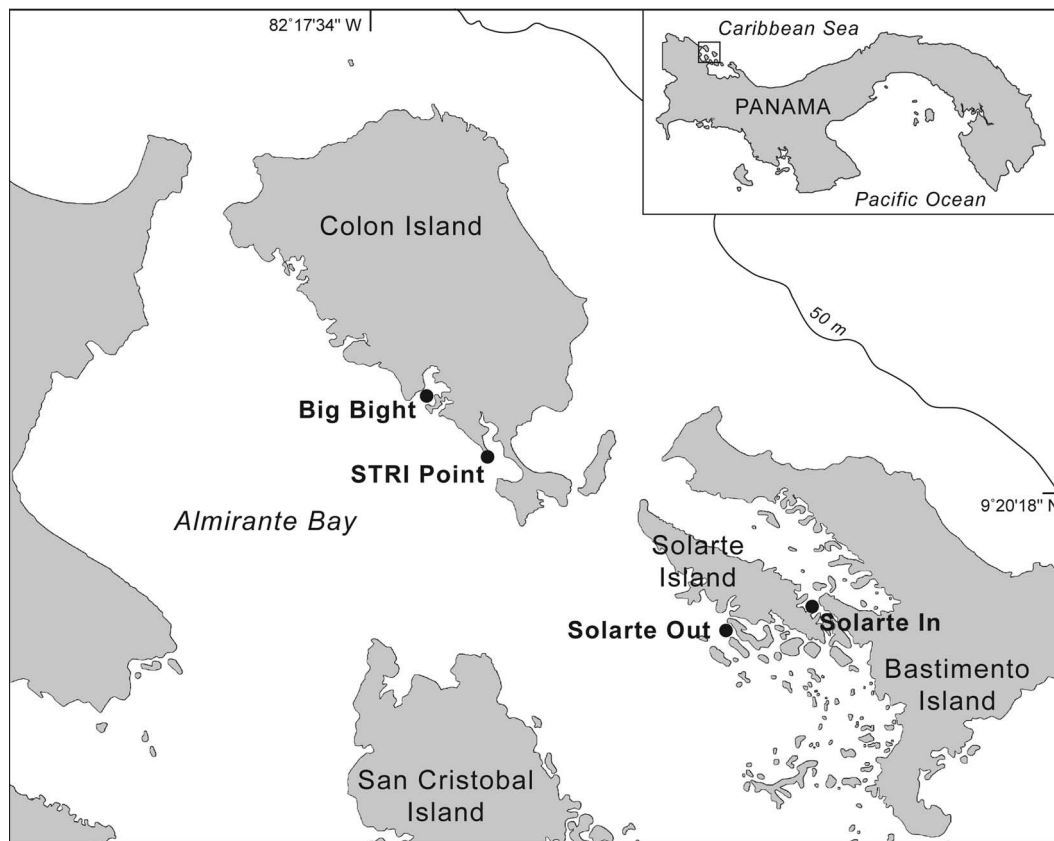 82°17'34" W
Caribbean Sea
PANAMA
Pacific Ocean
Colon Island
50 m
Big Bight
STRI Point
9°20'18" N
Almirante Bay
Solarte
Island
Solarte In
Solarte Out
Bastimento
Island
San Cristobal
Island